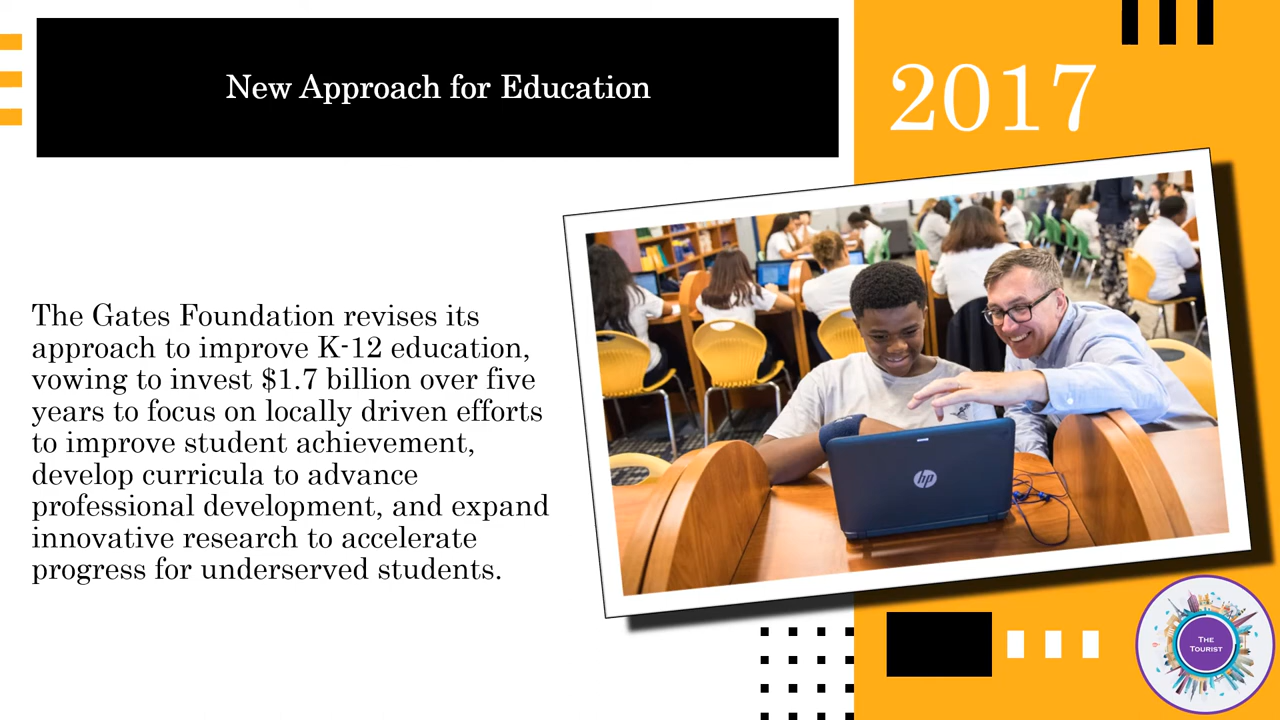 New Approach for Education
2017
The Gates Foundation revises its
approach to improve K-12 education,
vowing to invest $1.7 billion over five
years to focus on locally driven efforts
to improve student achievement,
develop curricula to advance
professional development, and expand
innovative research to accelerate
progress for underserved students.
hp
THE
TOURIST